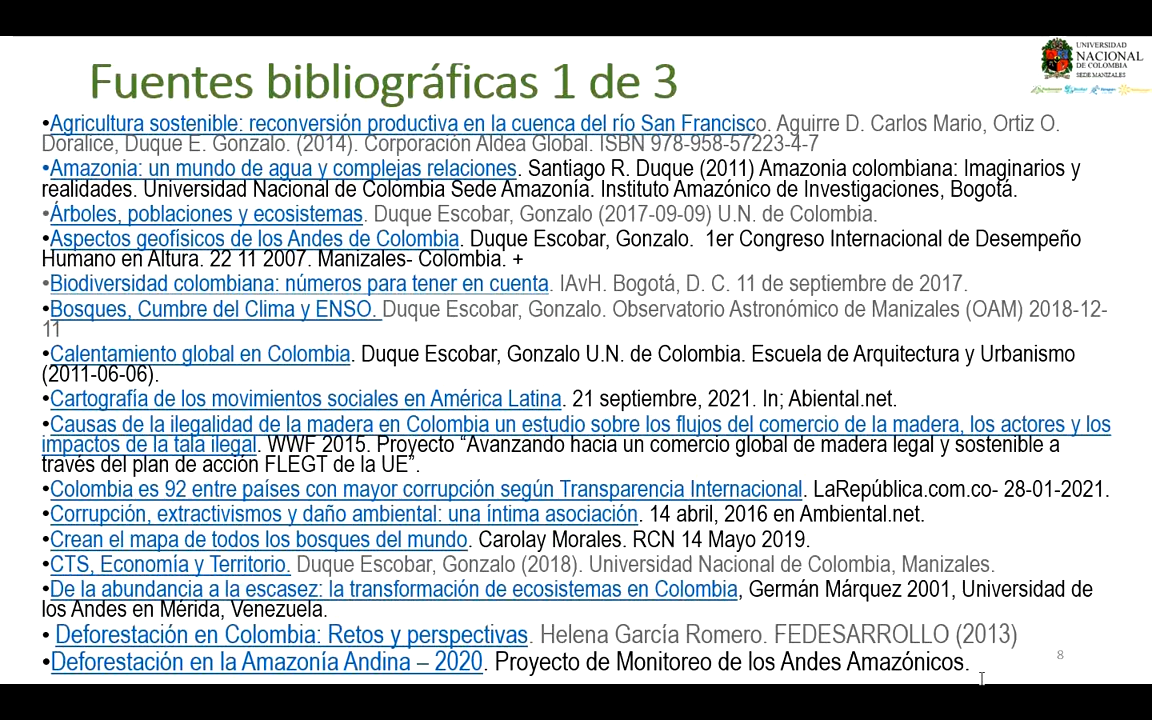 UNIVERSIDAD
NACIONAL
DE COLOMBIA
SEDE MANIZALES
Fuentes bibliográficas 1 de 3
•Agricultura sostenible: reconversión productiva en la cuenca del río San Francisco. Aguirre D. Carlos Mario, Ortiz O.
Doralice, Duque E. Gonzalo. (2014). Corporación Aldea Global. ISBN 978-958-57223-4-7
•Amazonia: un mundo de agua y complejas relaciones. Santiago R. Duque (2011) Amazonia colombiana: Imaginarios y
realidades. Universidad Nacional de Colombia Sede Amazonía. Instituto Amazónico de Investigaciones, Bogotá.
•Árboles, poblaciones y ecosistemas. Duque Escobar, Gonzalo (2017-09-09) U.N. de Colombia.
•Aspectos geofísicos de los Andes de Colombia. Duque Escobar, Gonzalo. 1er Congreso Internacional de Desempeño
Humano en Altura. 22 11 2007. Manizales- Colombia. +
•Biodiversidad colombiana: números para tener en cuenta. IAvH. Bogotá, D. C. 11 de septiembre de 2017.
•Bosques, Cumbre del Clima y ENSO. Duque Escobar, Gonzalo. Observatorio Astronómico de Manizales (OAM) 2018-12-
11
•Calentamiento global en Colombia. Duque Escobar, Gonzalo U.N. de Colombia. Escuela de Arquitectura y Urbanismo
(2011-06-06).
•Cartografía de los movimientos sociales en América Latina. 21 septiembre, 2021. In; Abiental.net.
•Causas de la ilegalidad de la madera en Colombia un estudio sobre los flujos del comercio de la madera, los actores y los
impactos de la tala ilegal. WWF 2015. Proyecto “Avanzando hacia un comercio global de madera legal y sostenible a
través del plan de acción FLEGT de la UE”.
•Colombia es 92 entre países con mayor corrupción según Transparencia Internacional. LaRepública.com.co- 28-01-2021.
•Corrupción, extractivismos y daño ambiental: una íntima asociación. 14 abril, 2016 en Ambiental.net.
•Crean el mapa de todos los bosques del mundo. Carolay Morales. RCN 14 Mayo 2019.
•CTS, Economía y Territorio. Duque Escobar, Gonzalo (2018). Universidad Nacional de Colombia, Manizales.
•De la abundancia a la escasez: la transformación de ecosistemas en Colombia, Germán Márquez 2001, Universidad de
los Andes en Mérida, Venezuela.
• Deforestación en Colombia: Retos y perspectivas. Helena García Romero. FEDESARROLLO (2013)
•Deforestación en la Amazonía Andina – 2020. Proyecto de Monitoreo de los Andes Amazónicos.
8